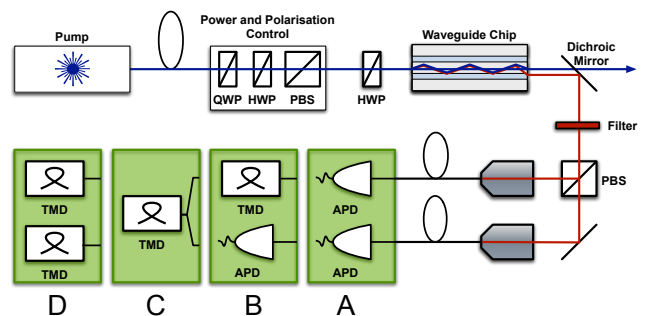 Pump
Power and Polarisation
Control
QWP HWP PBS
HWP
Waveguide Chip
Dichroic
Mirror
Filter
PBS
TMD
TMD
TMD
TMD
APD
APD
APD
D C B A